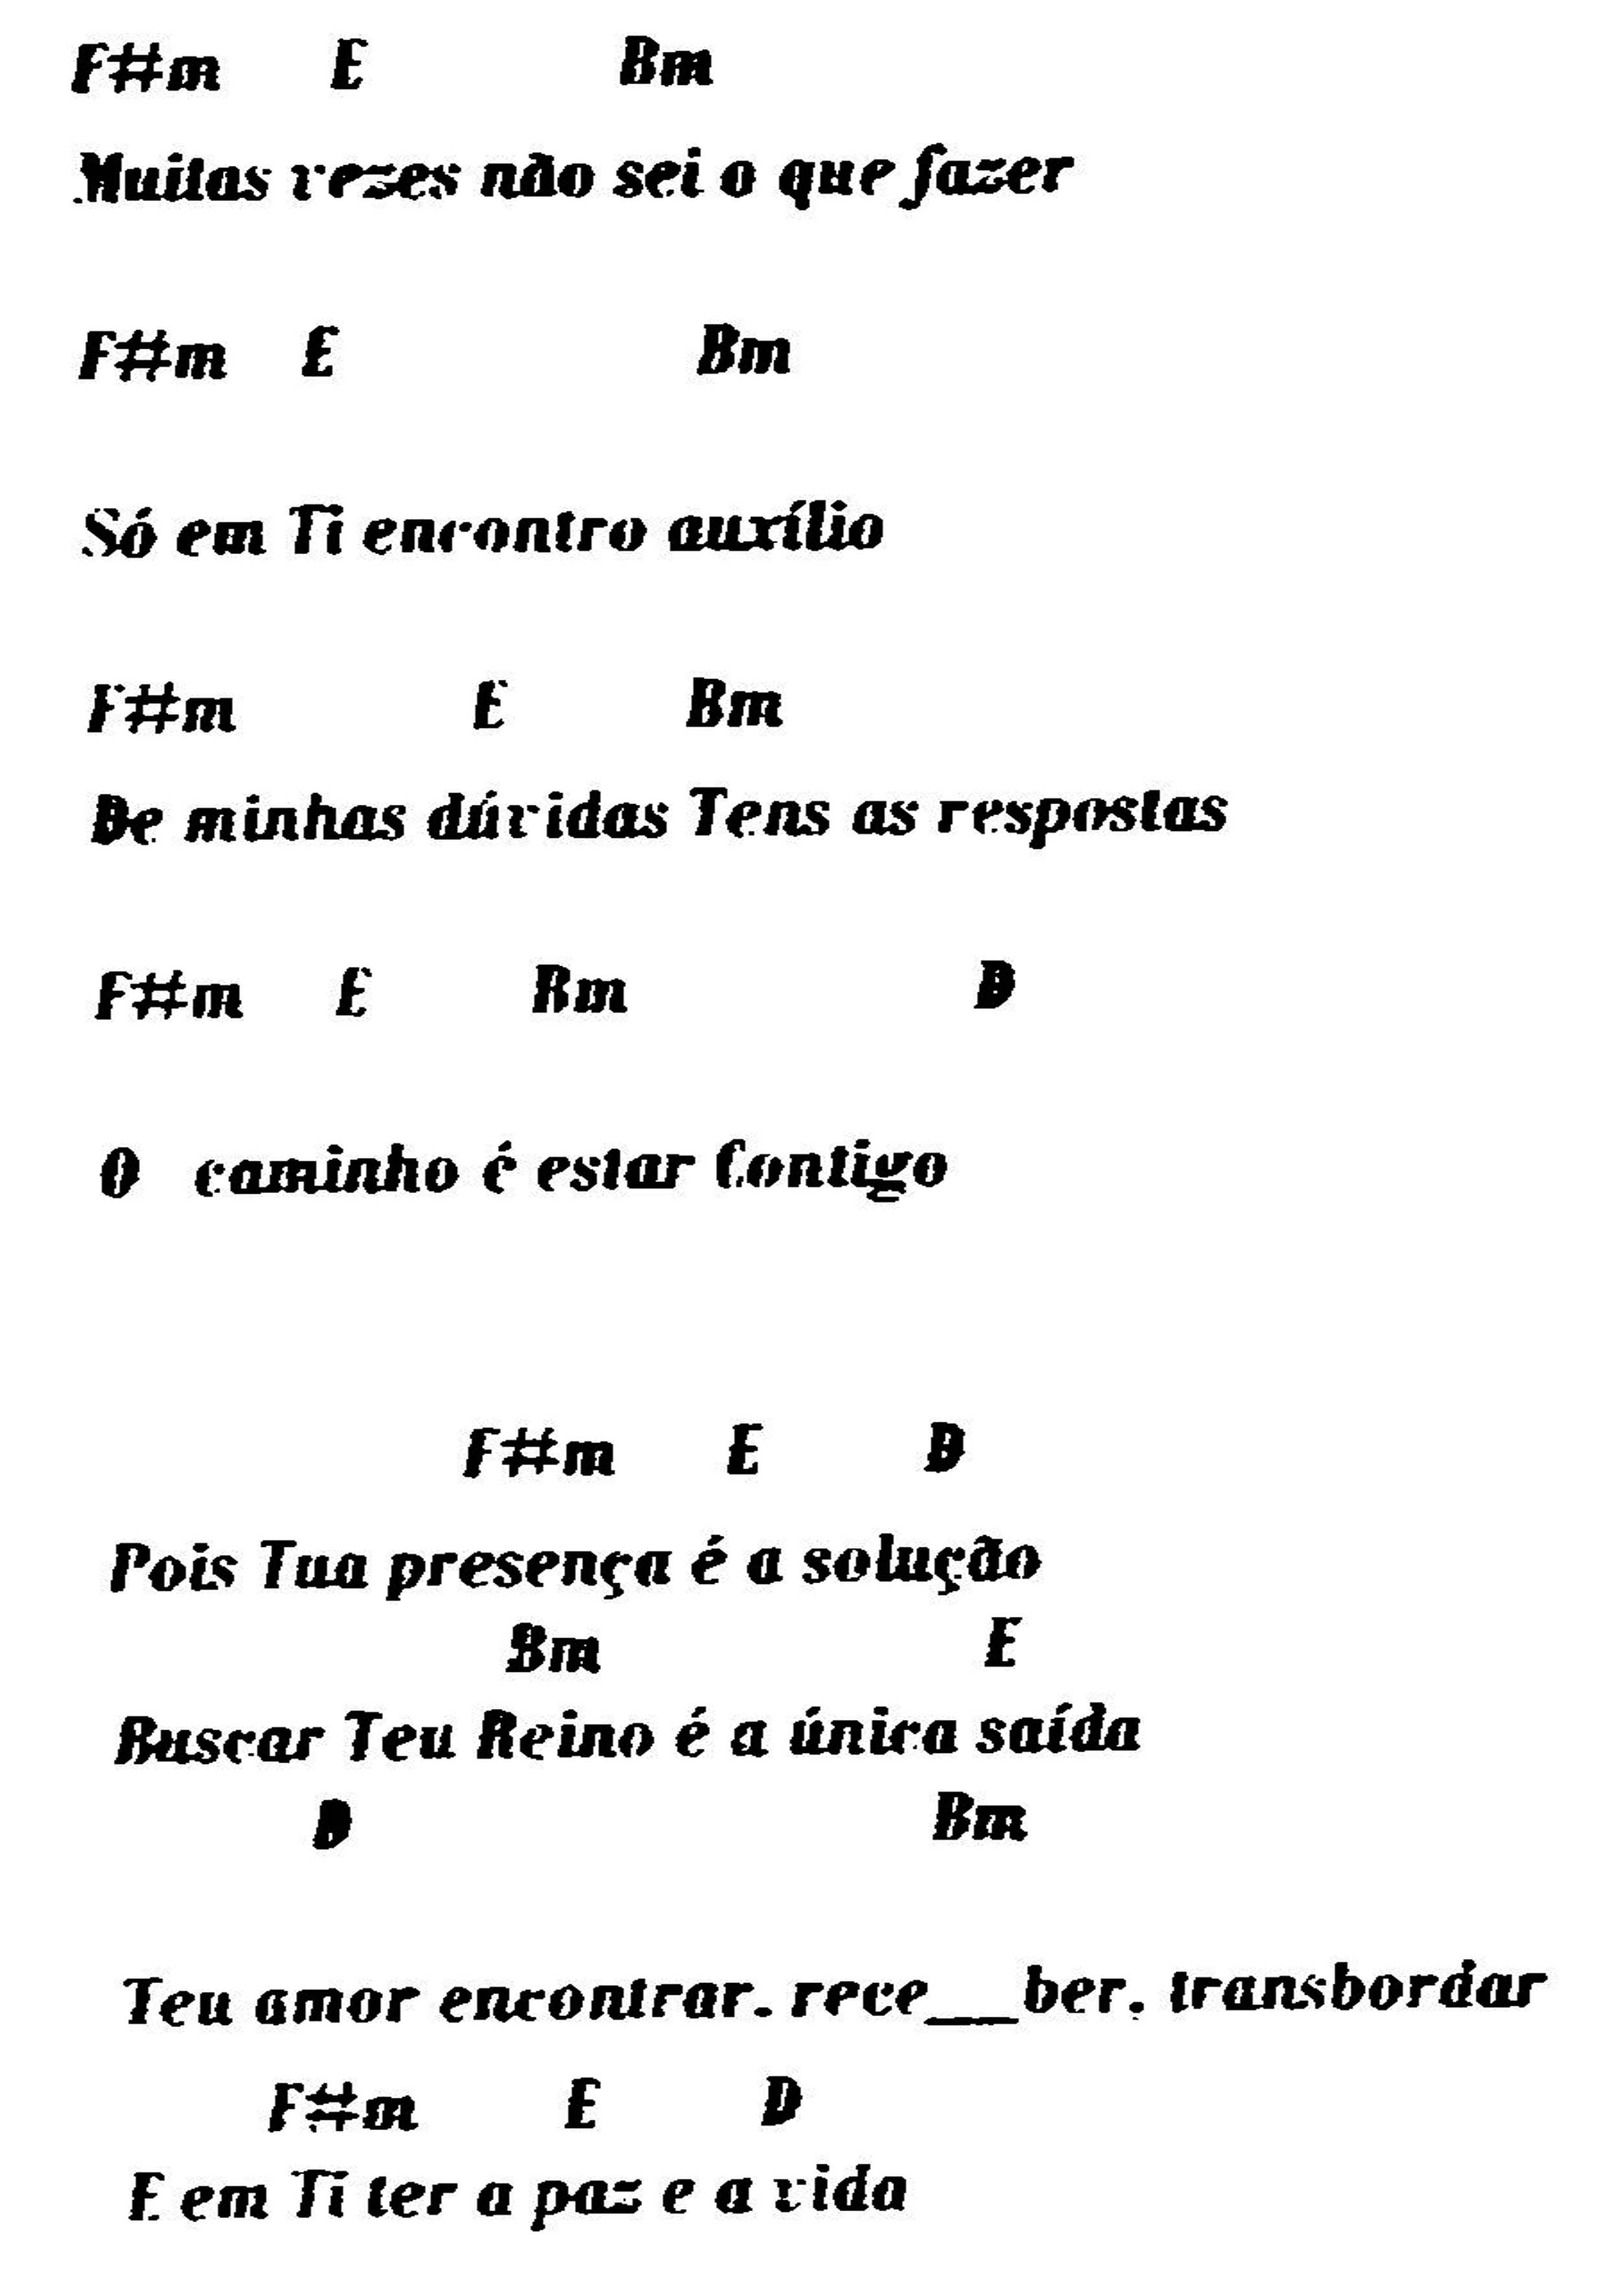 F#m E Bm
Muitas vezes não sei o que fazer
F#m E Bm
Só em Ti encontro auxílio
F#m E Bm
De minhas dúvidas Tens as respostas
F#m E Bm D
O caminho é estar Contigo
F#m E D
Pois Tua presença é a solução
Bm E
Buscar Teu Reino é a única saída
D Bm
Teu amor encontrar, rece__ber, transbordar
F#m E D
E em Ti ter a paz e a vida